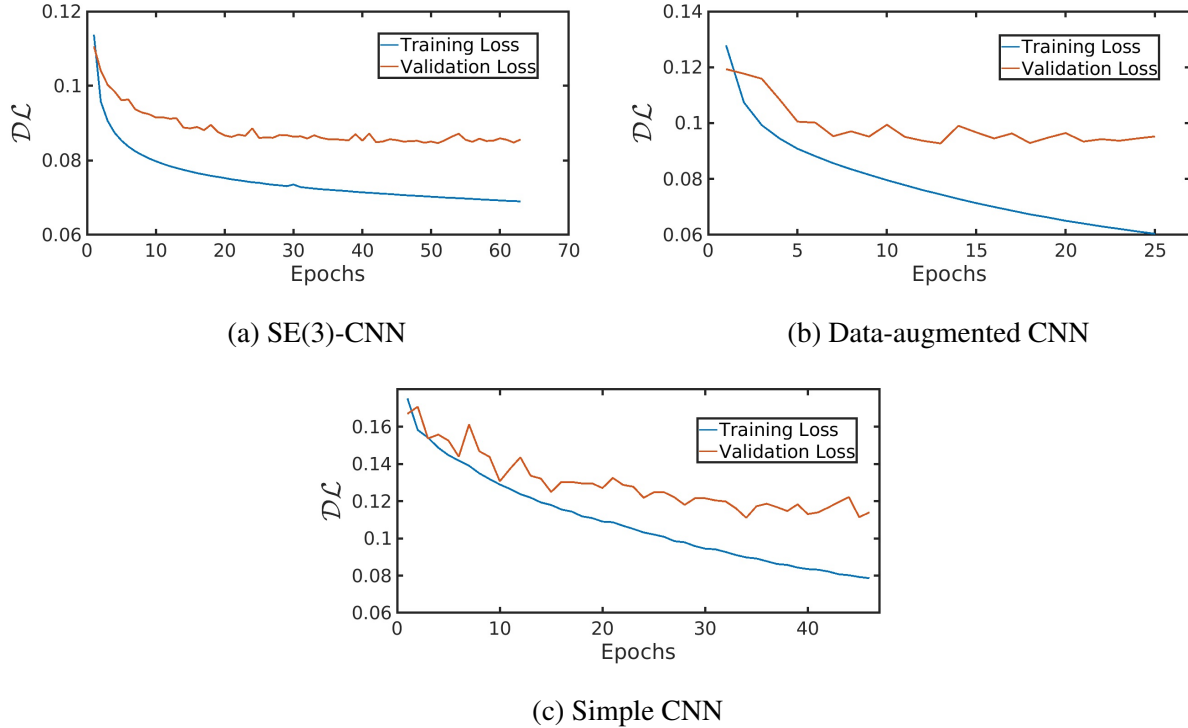 0.12
0.1
0.08
0.06
𝒟ℒ
0 10 20 30 40 50 60 70
Epochs
Training Loss
Validation Loss
(a) SE(3)-CNN
0.14
0.12
0.1
0.08
0.06
𝒟ℒ
0 5 10 15 20 25
Epochs
Training Loss
Validation Loss
(b) Data-augmented CNN
0.16
0.14
0.12
0.1
0.08
0.06
𝒟ℒ
0 10 20 30 40
Epochs
Training Loss
Validation Loss
(c) Simple CNN